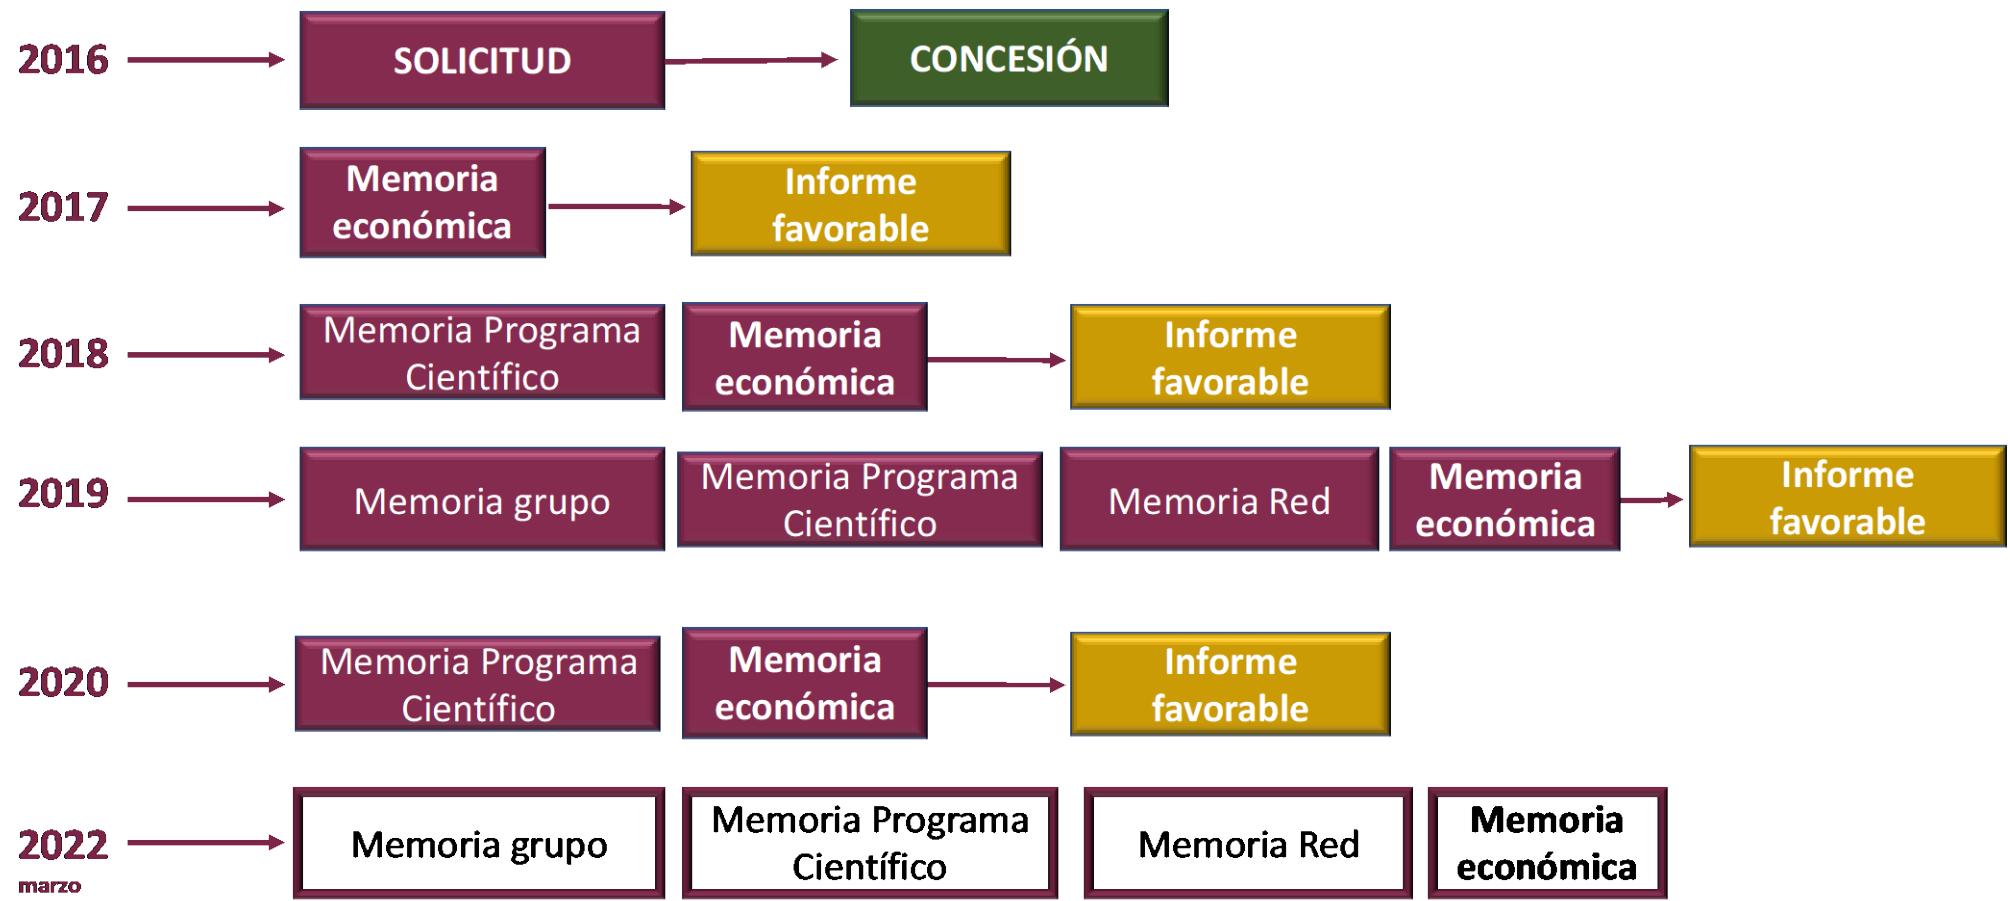 2016
SOLICITUD
CONCESIÓN
2017
Memoria
económica
Informe
favorable
2018
Memoria Programa
Científico
Memoria
económica
Informe
favorable
2019
Memoria grupo
Memoria Programa
Científico
Memoria Red
Memoria
económica
Informe
favorable
2020
Memoria Programa
Científico
Memoria
económica
Informe
favorable
2022
marzo
Memoria grupo
Memoria Programa
Científico
Memoria Red
Memoria
económica